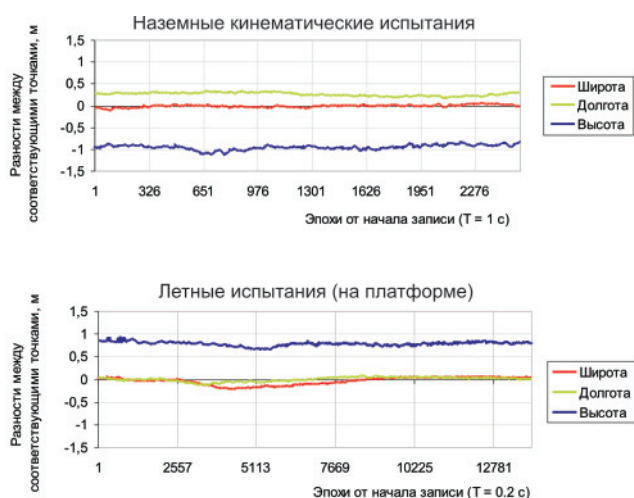 Наземные кинематические испытания
Разности между
соответствующими точками, м
1,5
1
0,5
0
-0,5
-1
-1,5
1 326 651 976 1301 1626 1951 2276
Эпохи от начала записи (T = 1 с)
Широта
Долгота
Высота
Летные испытания (на платформе)
Разности между
соответствующими точками, м
1,5
1
0,5
0
-0,5
-1
-1,5
1 2557 5113 7669 10225 12781
Эпохи от начала записи (T = 0.2 с)
Широта
Долгота
Высота